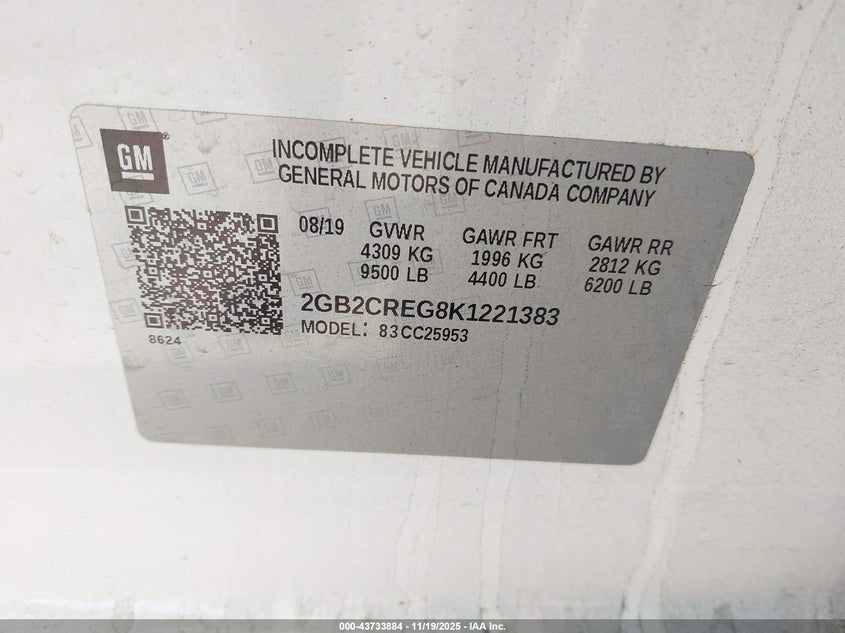 GM
INCOMPLETE VEHICLE MANUFACTURED BY
GENERAL MOTORS OF CANADA COMPANY
08/19 GVWR GAWR FRT GAWR RR
4309 KG 1996 KG 2812 KG
9500 LB 4400 LB 6200 LB
2GB2CREG8K1221383
MODEL: 83CC25953
8624
000-43733884 - 11/19/2025 - IAA Inc.